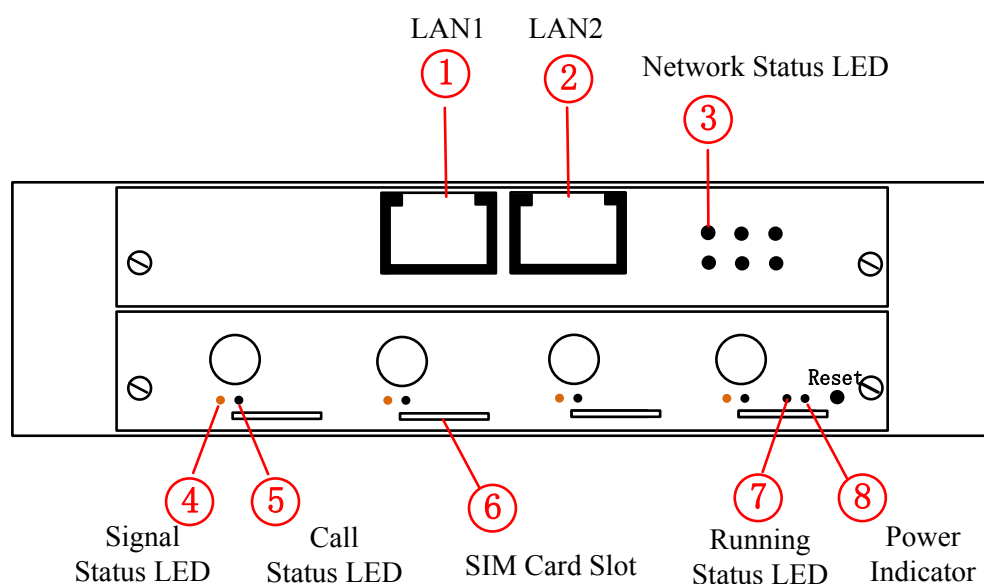 LAN1 LAN2
Network Status LED
1 2
3
Reset
4 5 6 7 8
Signal Status LED
Call Status LED
SIM Card Slot
Running Status LED
Power Indicator